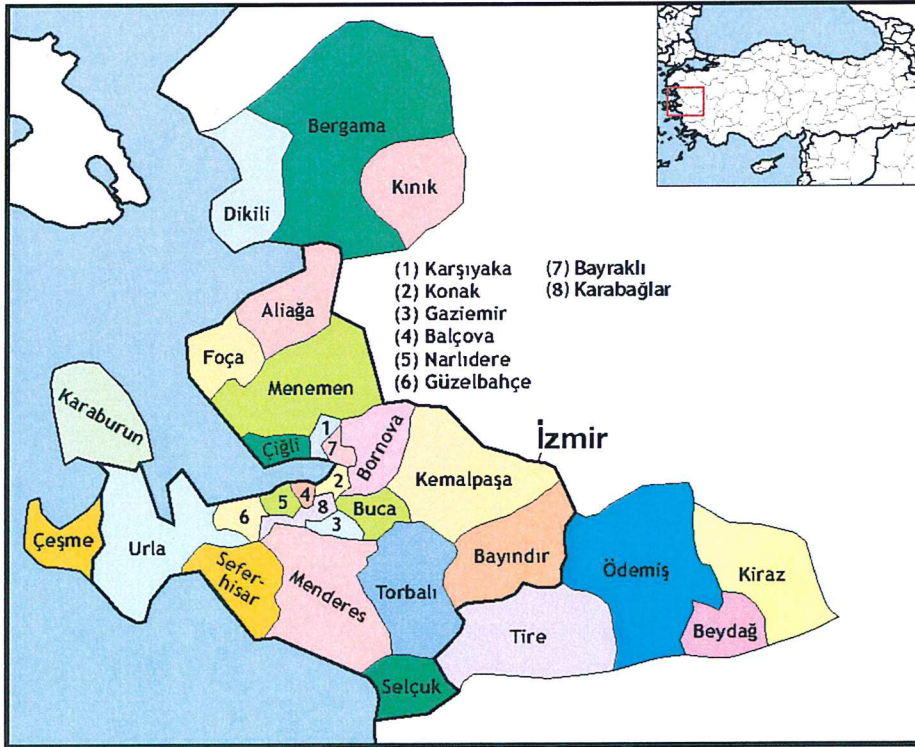 Bergama
Kınık
Dikili
(1) Karşıyaka
(2) Konak
(3) Gaziemir
(4) Balçova
(5) Narlıdere
(6) Güzelbahçe
(7) Bayraklı
(8) Karabağlar
Aliağa
Foça
Menemen
Karaburun
Çiğli
1
7
Bornova
İzmir
Kemalpaşa
2
4
5
8
6
3
Buca
Çeşme
Urla
Sefer-
hisar
Menderes
Torbalı
Bayındır
Ödemiş
Kiraz
Beydağ
Tire
Selçuk